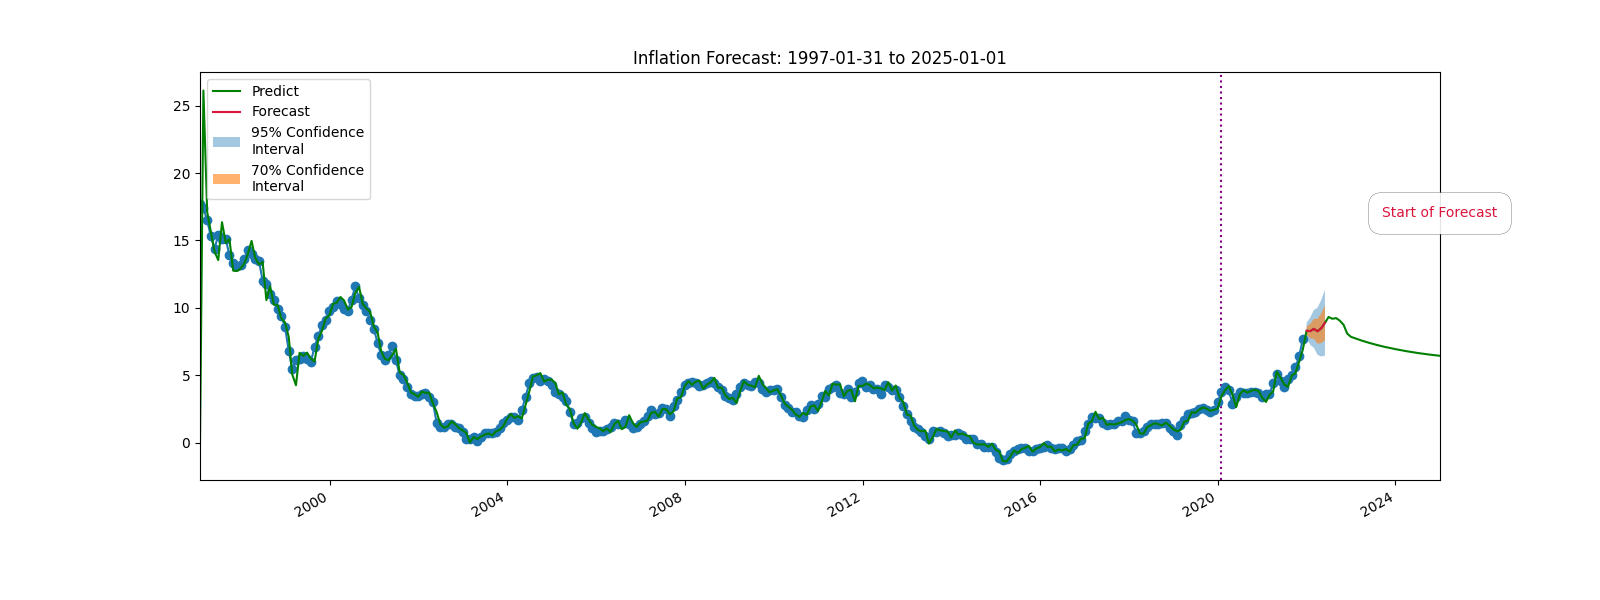 Inflation Forecast: 1997-01-31 to 2025-01-01
Predict
Forecast
95% Confidence
Interval
70% Confidence
Interval
Start of Forecast
25
20
15
10
5
0
2000
2004
2008
2012
2016
2020
2024